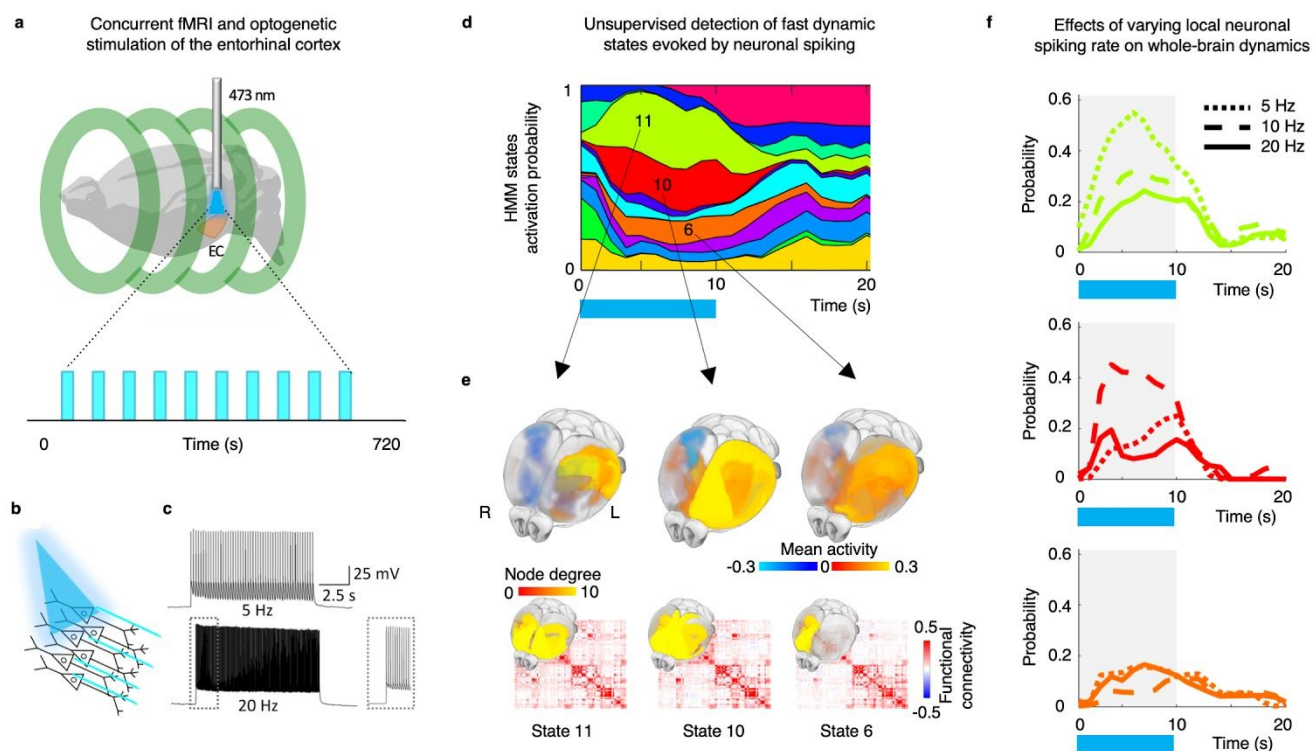 a
Concurrent fMRI and optogenetic
stimulation of the entorhinal cortex
473 nm
EC
0
Time (s)
720
b
c
25 mV
2.5 s
5 Hz
20 Hz
d
Unsupervised detection of fast dynamic
states evoked by neuronal spiking
HMM states
activation probability
1
0
11
10
6
0
10
20
Time (s)
e
R
L
Mean activity
-0.3
0
0.3
Node degree
0
10
0.5
-0.5
Functional
connectivity
State 11
State 10
State 6
f
Effects of varying local neuronal
spiking rate on whole-brain dynamics
5 Hz
10 Hz
20 Hz
Probability
0.6
0.4
0.2
0
0
10
20
Time (s)
Probability
0.6
0.4
0.2
0
0
10
20
Time (s)
Probability
0.6
0.4
0.2
0
0
10
20
Time (s)